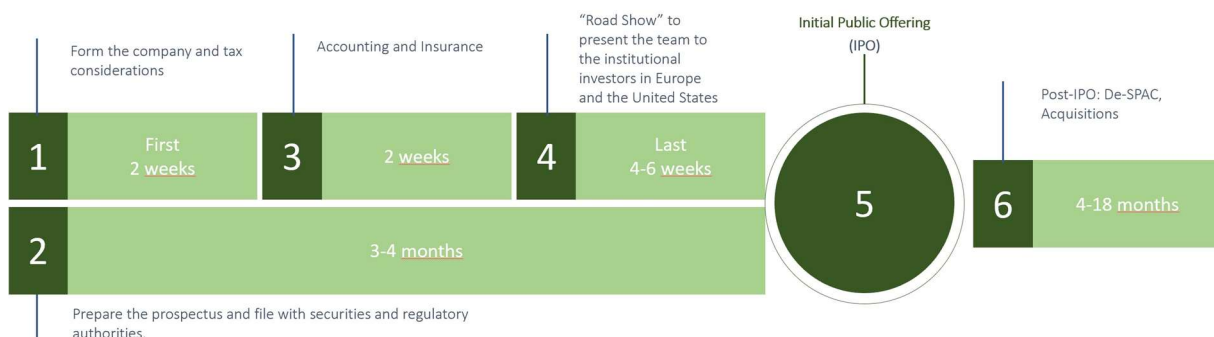 Form the company and tax
considerations
Accounting and Insurance
“Road Show” to
present the team to
the institutional
investors in Europe
and the United States
Initial Public Offering
(IPO)
Post-IPO: De-SPAC,
Acquisitions
1
First
2 weeks
3
2 weeks
4
Last
4-6 weeks
5
6
4-18 months
2
3-4 months
Prepare the prospectus and file with securities and regulatory
authorities.